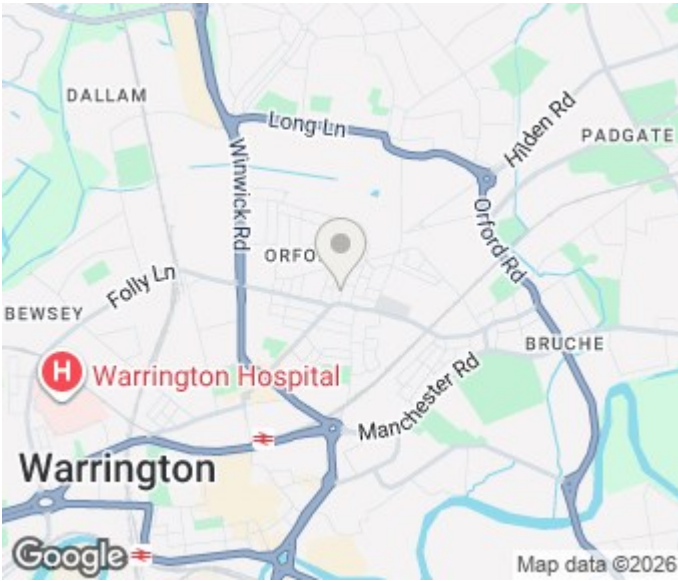 DALLAM
Long Ln
Hilden Rd
PADGATE
Winwick Rd
Orford Rd
ORFO
Folly Ln
BEWSEY
BRUCHE
H Warrington Hospital
Manchester Rd
Warrington
Google
Map data ©2026